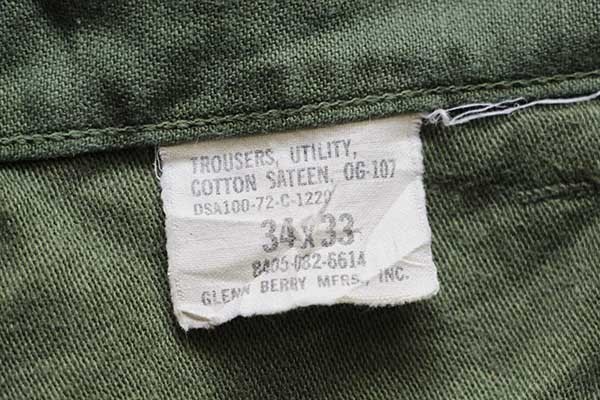 TROUSERS, UTILITY,
COTTON SATEEN, OG-107
DSA100-72-C-1220
34x33
8405-082-6614
GLENN BERRY MFRS., INC.